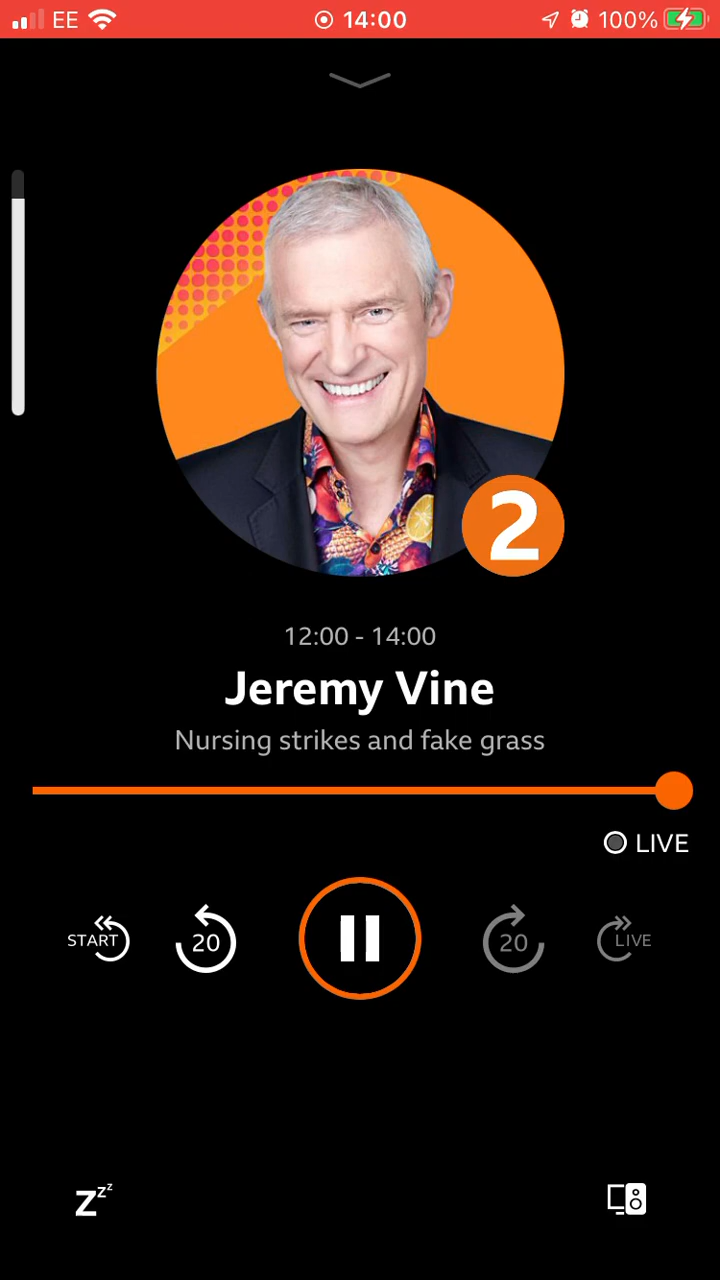 EE 14:00 100%
2
12:00 - 14:00
Jeremy Vine
Nursing strikes and fake grass
LIVE
START 20 20 LIVE
zzz